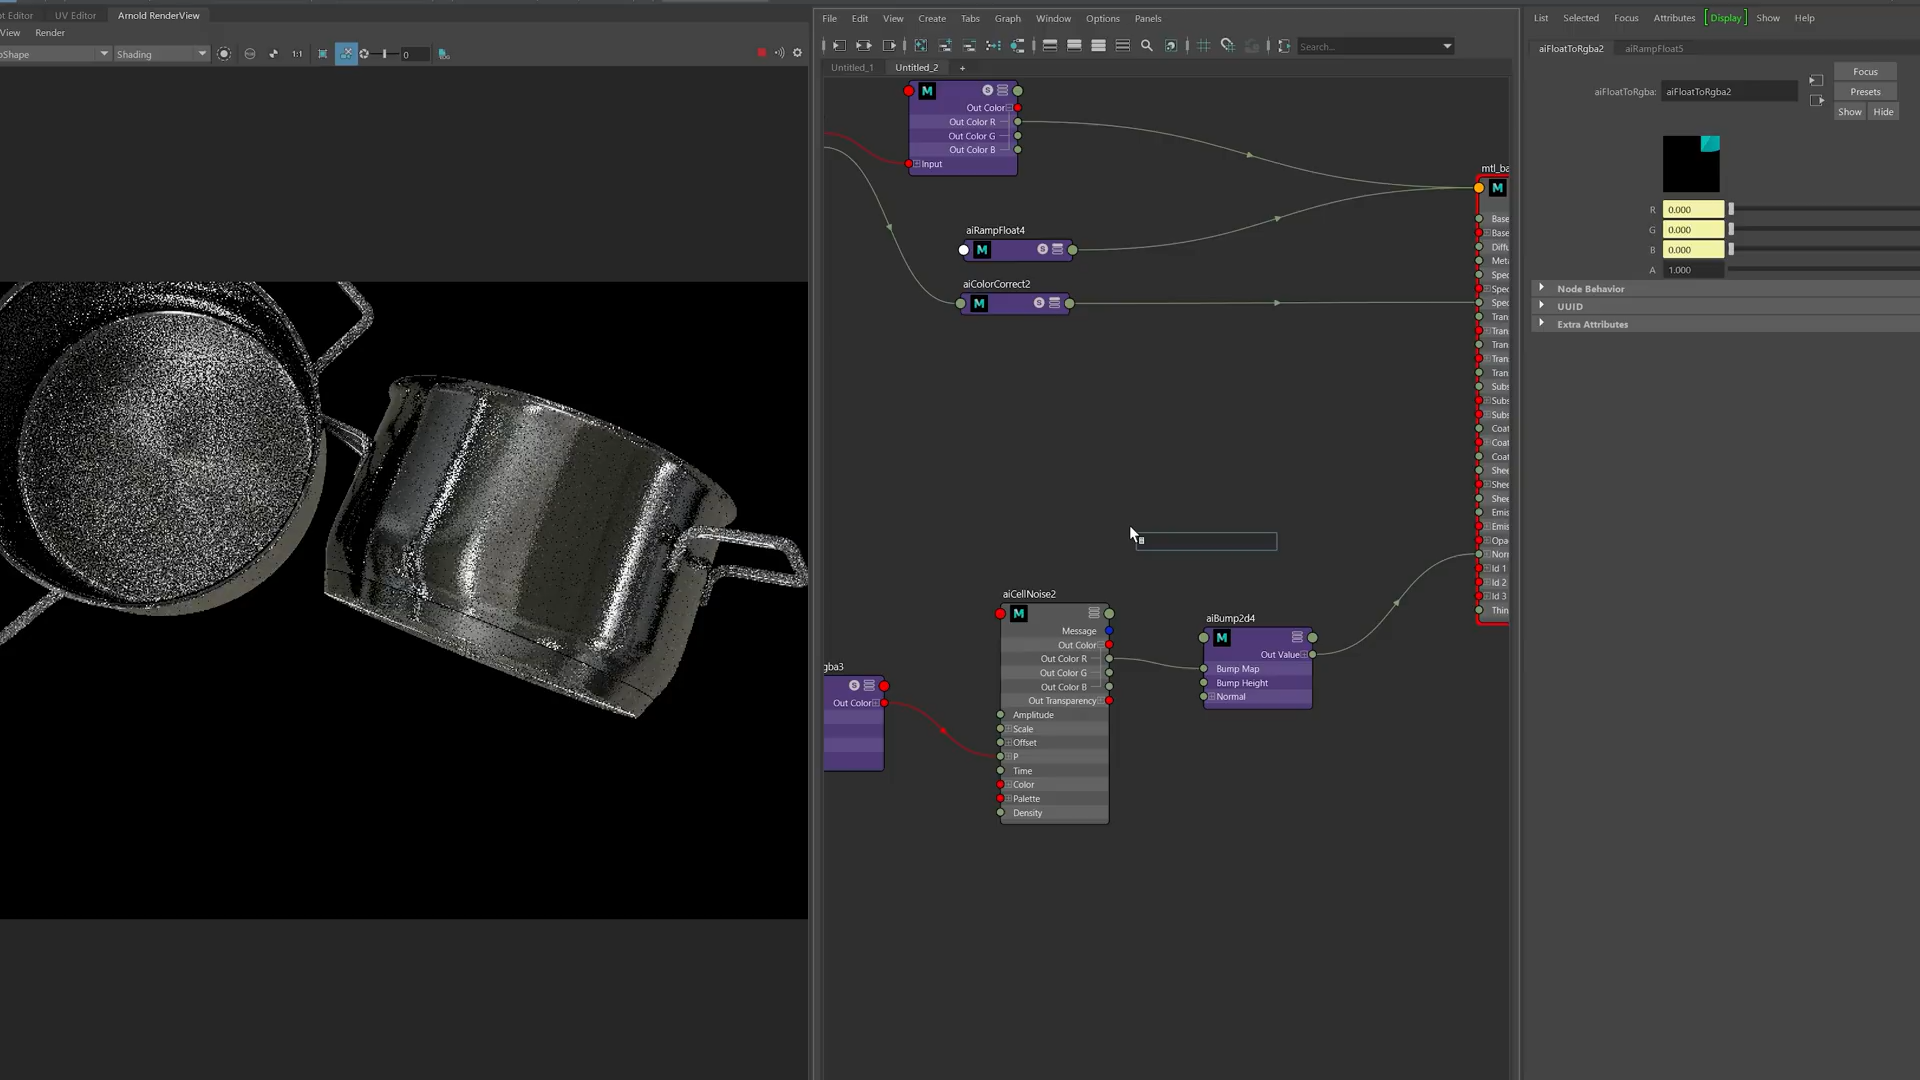 ot Editor
UV Editor
Arnold RenderView
View
Render
oShape
Shading
1:1
0
File
Edit
View
Create
Tabs
Graph
Window
Options
Panels
Search...
Untitled_1
Untitled_2
+
M
S
Out Color
Out Color R
Out Color G
Out Color B
Input
aiRampFloat4
M
S
aiColorCorrect2
M
S
mtl_ba
M
Base
Base
Diffu
Meta
Spec
Spec
Spec
Tran
Tran
Tran
Tran
Tran
Subs
Subs
Subs
Coat
Coat
Coat
Shee
Shee
Shee
Emis
Emis
Opa
Norr
Id 1
Id 2
Id 3
Thin
aiCellNoise2
M
Message
Out Color
Out Color R
Out Color G
Out Color B
Out Transparency
Amplitude
Scale
Offset
P
Time
Color
Palette
Density
gba3
S
Out Color
aiBump2d4
M
Out Value
Bump Map
Bump Height
Normal
List
Selected
Focus
Attributes
Display
Show
Help
aiFloatToRgba2
aiRampFloat5
aiFloatToRgba:
aiFloatToRgba2
Focus
Presets
Show
Hide
R
0.000
G
0.000
B
0.000
A
1.000
Node Behavior
UUID
Extra Attributes